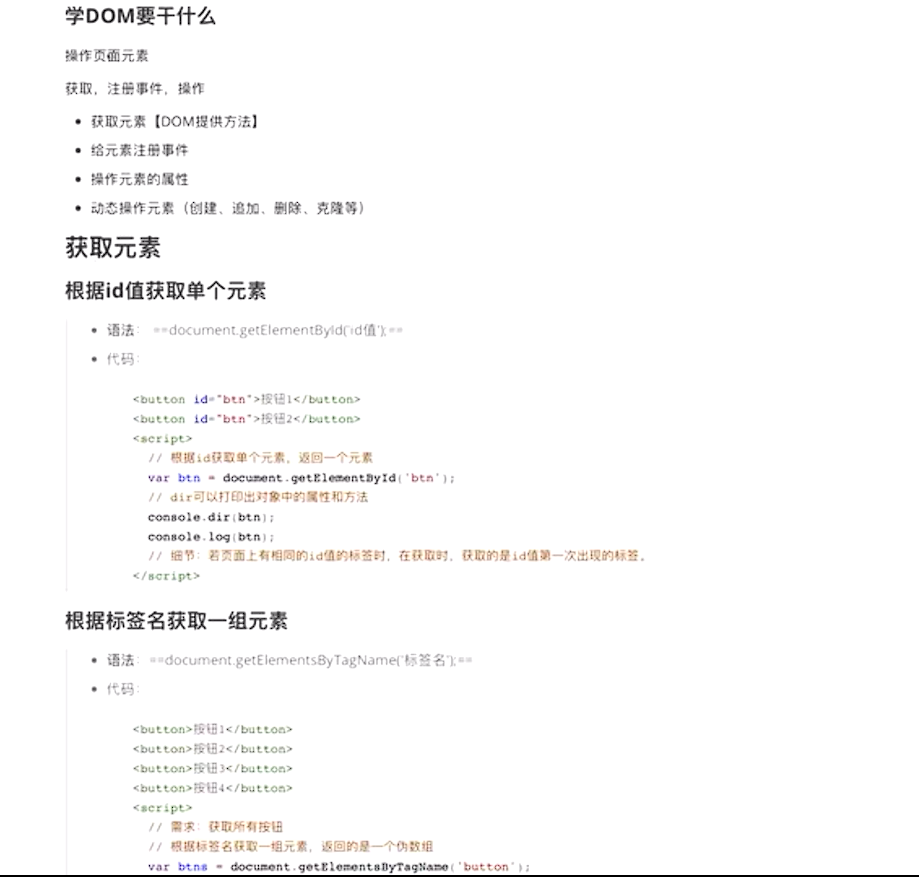 学DOM要干什么
操作页面元素
获取，注册事件，操作
• 获取元素【DOM提供方法】
• 给元素注册事件
• 操作元素的属性
• 动态操作元素（创建、追加、删除、克隆等）
获取元素
根据id值获取单个元素
• 语法： ==document.getElementById('id值');==
• 代码：
<button id="btn">按钮1</button>
<button id="btn">按钮2</button>
<script>
// 根据id获取单个元素，返回一个元素
var btn = document.getElementById('btn');
// dir可以打印出对象中的属性和方法
console.dir(btn);
console.log(btn);
// 细节：若页面上有相同的id值的标签时，在获取时，获取的是id值第一次出现的标签。
</script>
根据标签名获取一组元素
• 语法： ==document.getElementsByTagName('标签名');==
• 代码：
<button>按钮1</button>
<button>按钮2</button>
<button>按钮3</button>
<button>按钮4</button>
<script>
// 需求：获取所有按钮
// 根据标签名获取一组元素，返回的是一个伪数组
var btns = document.getElementsByTagName('button');